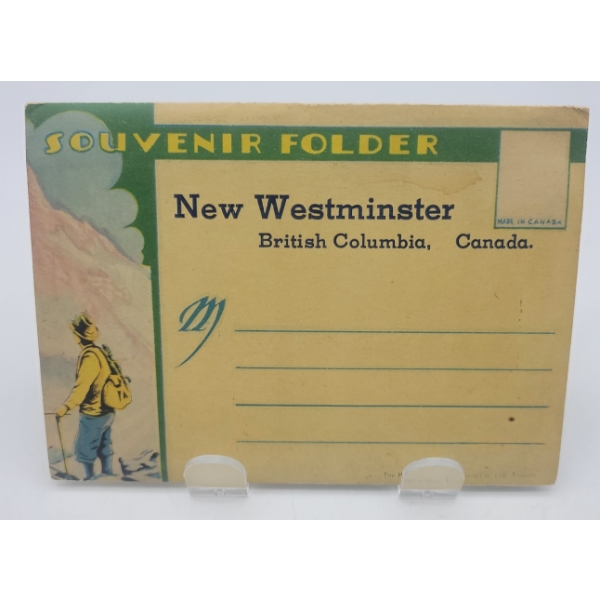 SOUVENIR FOLDER
MADE IN CANADA
New Westminster
British Columbia, Canada.
M